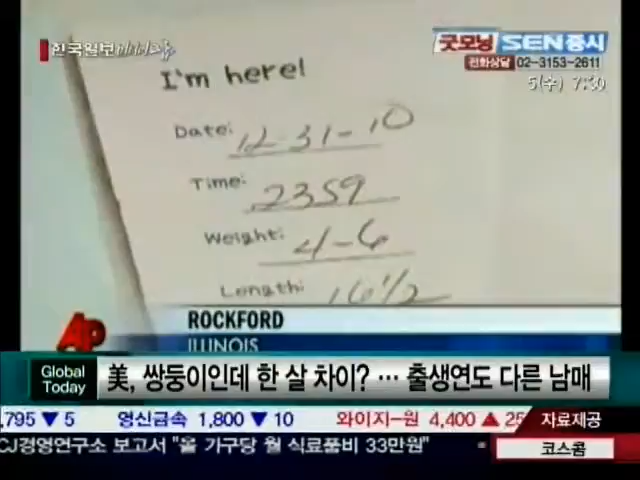 한국일보
굿모닝 SEN증시
전화상담 02-3153-2611
5(수) 7:30
I'm here!
Date: 12-31-10
Time: 2359
Weight: 4-6
Length: 16 1/2
AP
ROCKFORD
ILLINOIS
Global Today
美, 쌍둥이인데 한 살 차이? … 출생연도 다른 남매
,795 ▼ 5 영신금속 1,800 ▼ 10 와이지-원 4,400 ▲ 25
자료제공
CJ경영연구소 보고서 "올 가구당 월 식료품비 33만원"
코스콤